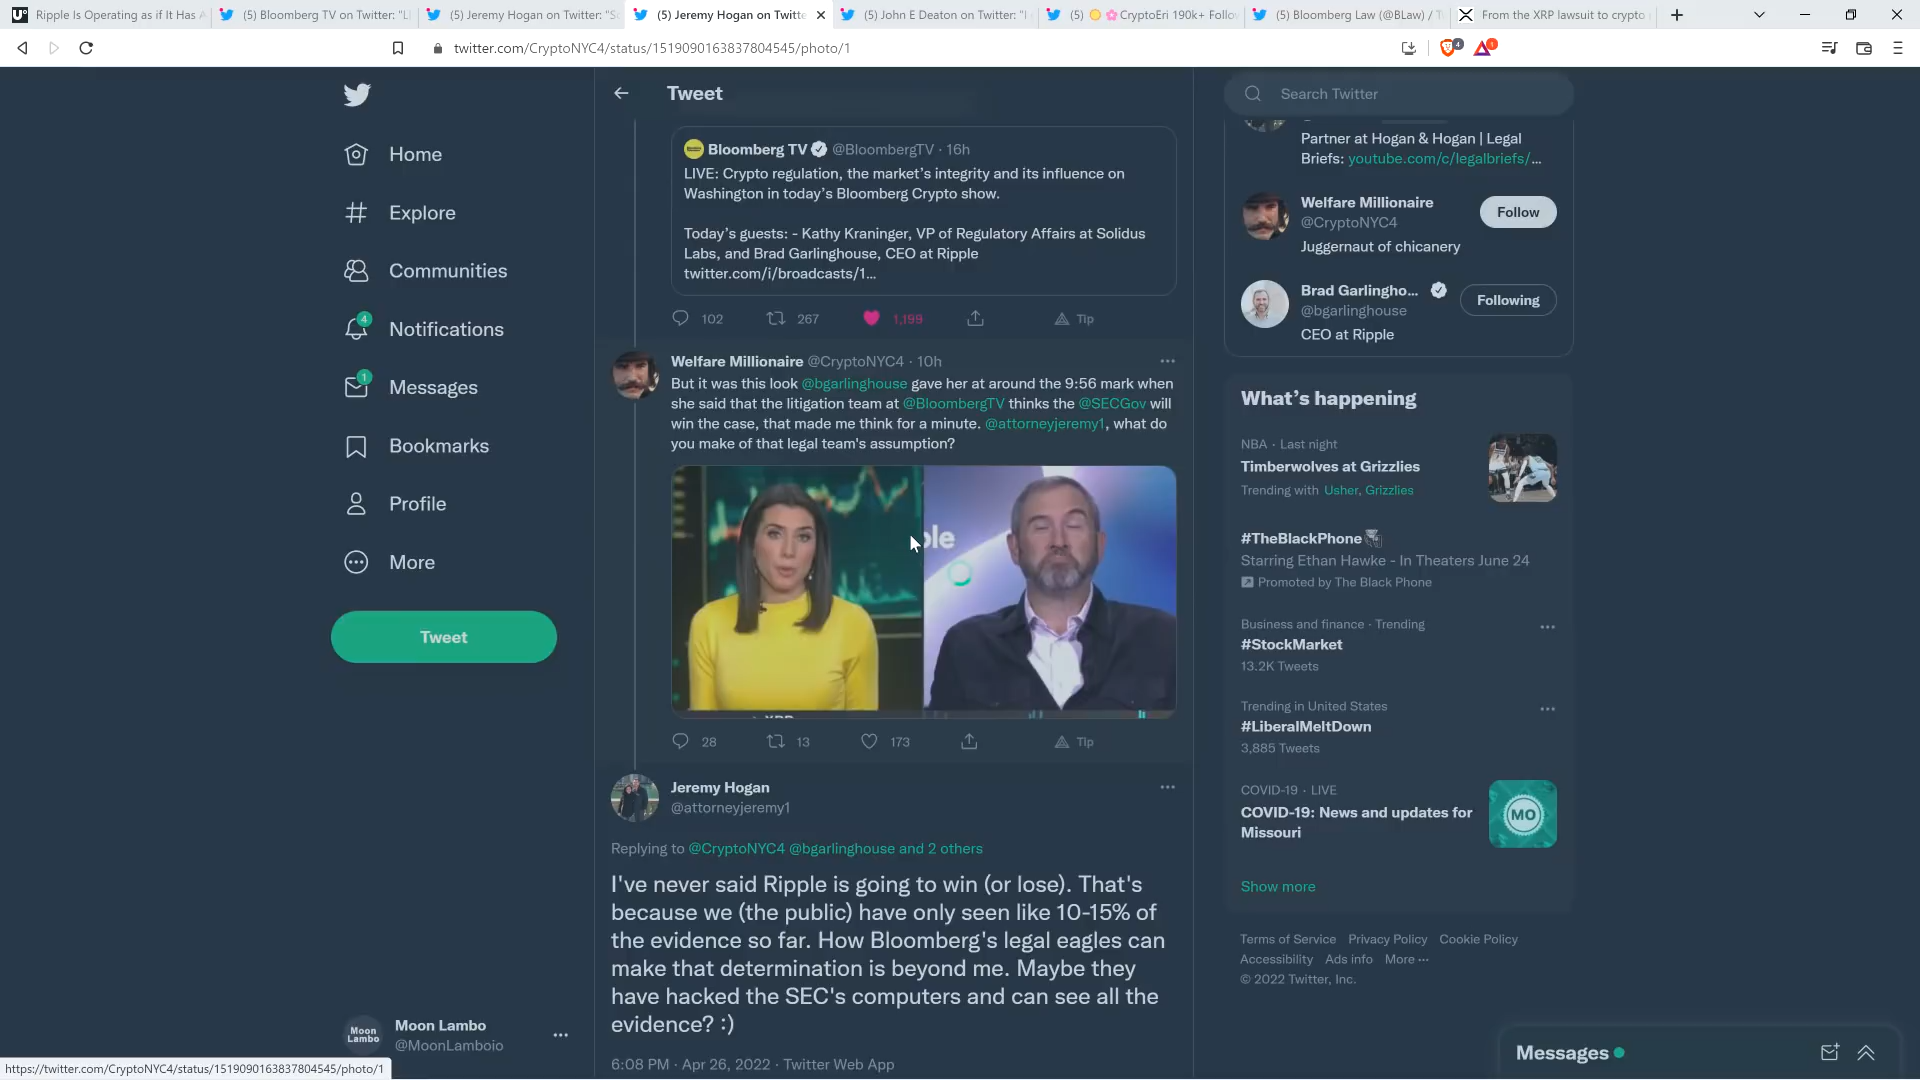 Ripple Is Operating as if It Has A
(5) Bloomberg TV on Twitter: "LI
(5) Jeremy Hogan on Twitter: "Sc
(5) Jeremy Hogan on Twitte
(5) John E Deaton on Twitter: "I
(5) 🟡 🌸CryptoEri 190k+ Follow
(5) Bloomberg Law (@BLaw) / T
From the XRP lawsuit to crypto
twitter.com/CryptoNYC4/status/1519090163837804545/photo/1
4
1
Home
Explore
Communities
4
Notifications
1
Messages
Bookmarks
Profile
More
Tweet
Moon Lambo
Moon Lambo
@MoonLamboio
https://twitter.com/CryptoNYC4/status/1519090163837804545/photo/1
Tweet
Bloomberg TV @BloombergTV · 16h
LIVE: Crypto regulation, the market's integrity and its influence on
Washington in today's Bloomberg Crypto show.
Today's guests: - Kathy Kraninger, VP of Regulatory Affairs at Solidus
Labs, and Brad Garlinghouse, CEO at Ripple
twitter.com/i/broadcasts/1...
102 267 1,199 Tip
Welfare Millionaire @CryptoNYC4 · 10h
But it was this look @bgarlinghouse gave her at around the 9:56 mark when
she said that the litigation team at @BloombergTV thinks the @SECGov will
win the case, that made me think for a minute. @attorneyjeremy1, what do
you make of that legal team's assumption?
ple
XRP
28 13 173 Tip
Jeremy Hogan
@attorneyjeremy1
Replying to @CryptoNYC4 @bgarlinghouse and 2 others
I've never said Ripple is going to win (or lose). That's
because we (the public) have only seen like 10-15% of
the evidence so far. How Bloomberg's legal eagles can
make that determination is beyond me. Maybe they
have hacked the SEC's computers and can see all the
evidence? :)
6:08 PM · Apr 26, 2022 · Twitter Web App
Search Twitter
Partner at Hogan & Hogan | Legal
Briefs: youtube.com/c/legalbriefs/...
Welfare Millionaire
@CryptoNYC4
Follow
Juggernaut of chicanery
Brad Garlingho...
@bgarlinghouse
Following
CEO at Ripple
What's happening
NBA · Last night
Timberwolves at Grizzlies
Trending with Usher, Grizzlies
#TheBlackPhone
Starring Ethan Hawke - In Theaters June 24
Promoted by The Black Phone
Business and finance · Trending
#StockMarket
13.2K Tweets
Trending in United States
#LiberalMeltDown
3,885 Tweets
COVID-19 · LIVE
COVID-19: News and updates for
Missouri
MO
Show more
Terms of Service Privacy Policy Cookie Policy
Accessibility Ads info More ···
© 2022 Twitter, Inc.
Messages